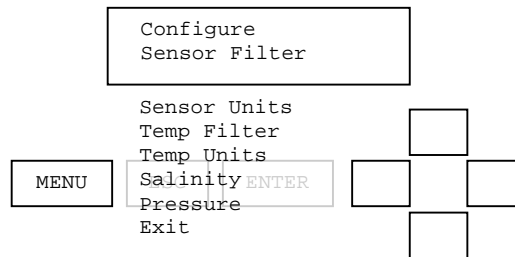 Configure
Sensor Filter
Sensor Units
Temp Filter
Temp Units
MENU
Salinity
ENTER
Pressure
Exit